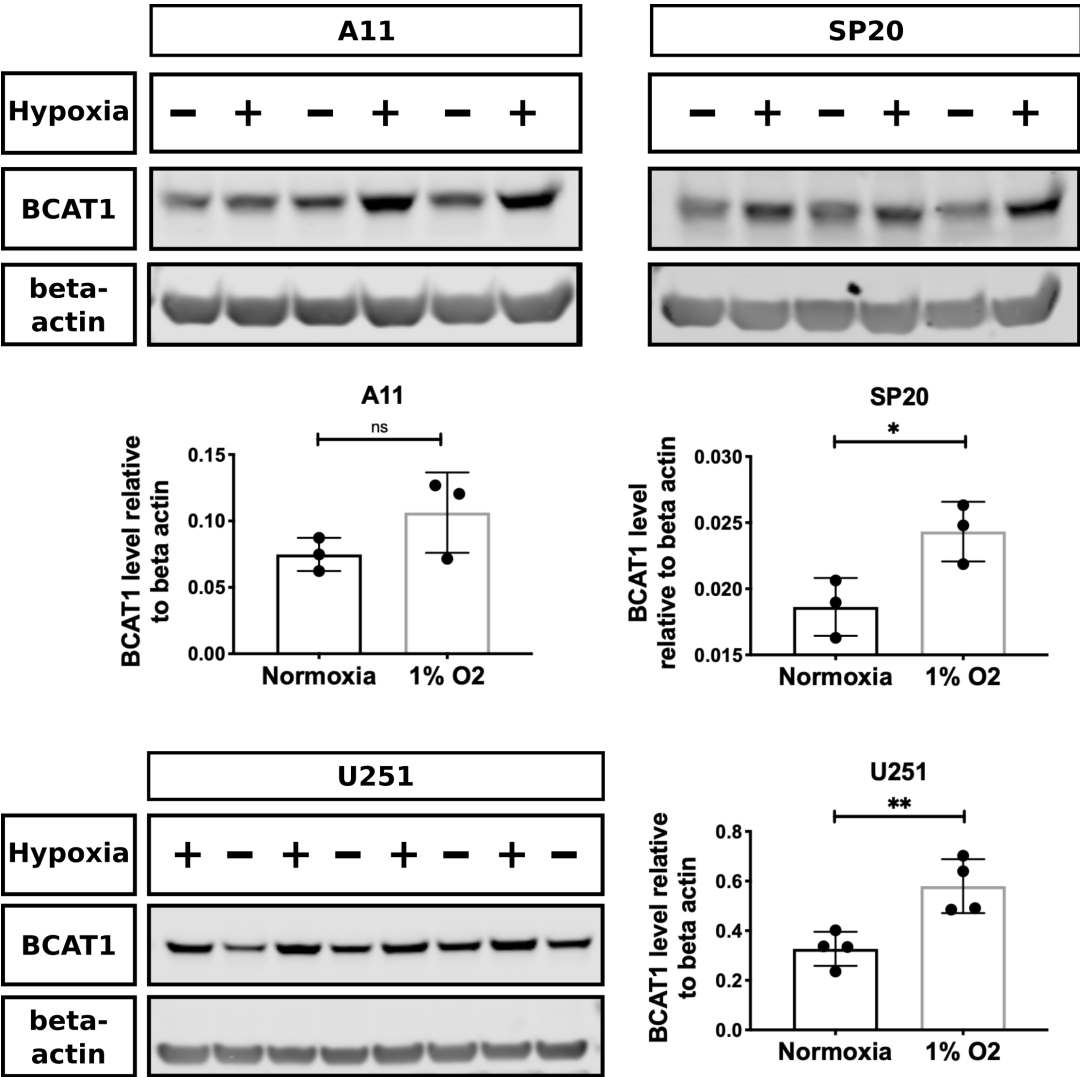 A11
SP20
Hypoxia
− + − + − +
− + − + − +
BCAT1
beta-
actin
A11
ns
BCAT1 level relative
to beta actin
0.15
0.10
0.05
0.00
Normoxia 1% O2
SP20
*
BCAT1 level
relative to beta actin
0.030
0.025
0.020
0.015
Normoxia 1% O2
U251
Hypoxia
+ − + − + − + −
BCAT1
beta-
actin
U251
**
BCAT1 level relative
to beta actin
0.8
0.6
0.4
0.2
0.0
Normoxia 1% O2